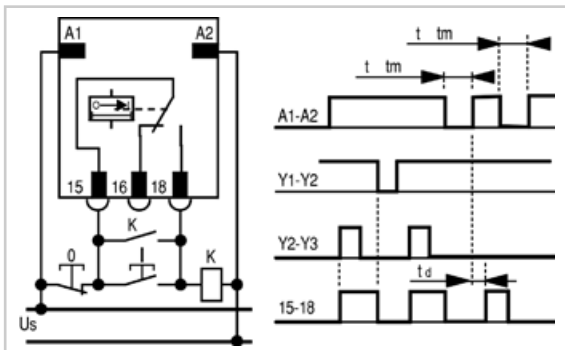 A1 A2
15 16 18
K
0 I K
Us
t tm
t tm
A1-A2
Y1-Y2
Y2-Y3
td
15-18